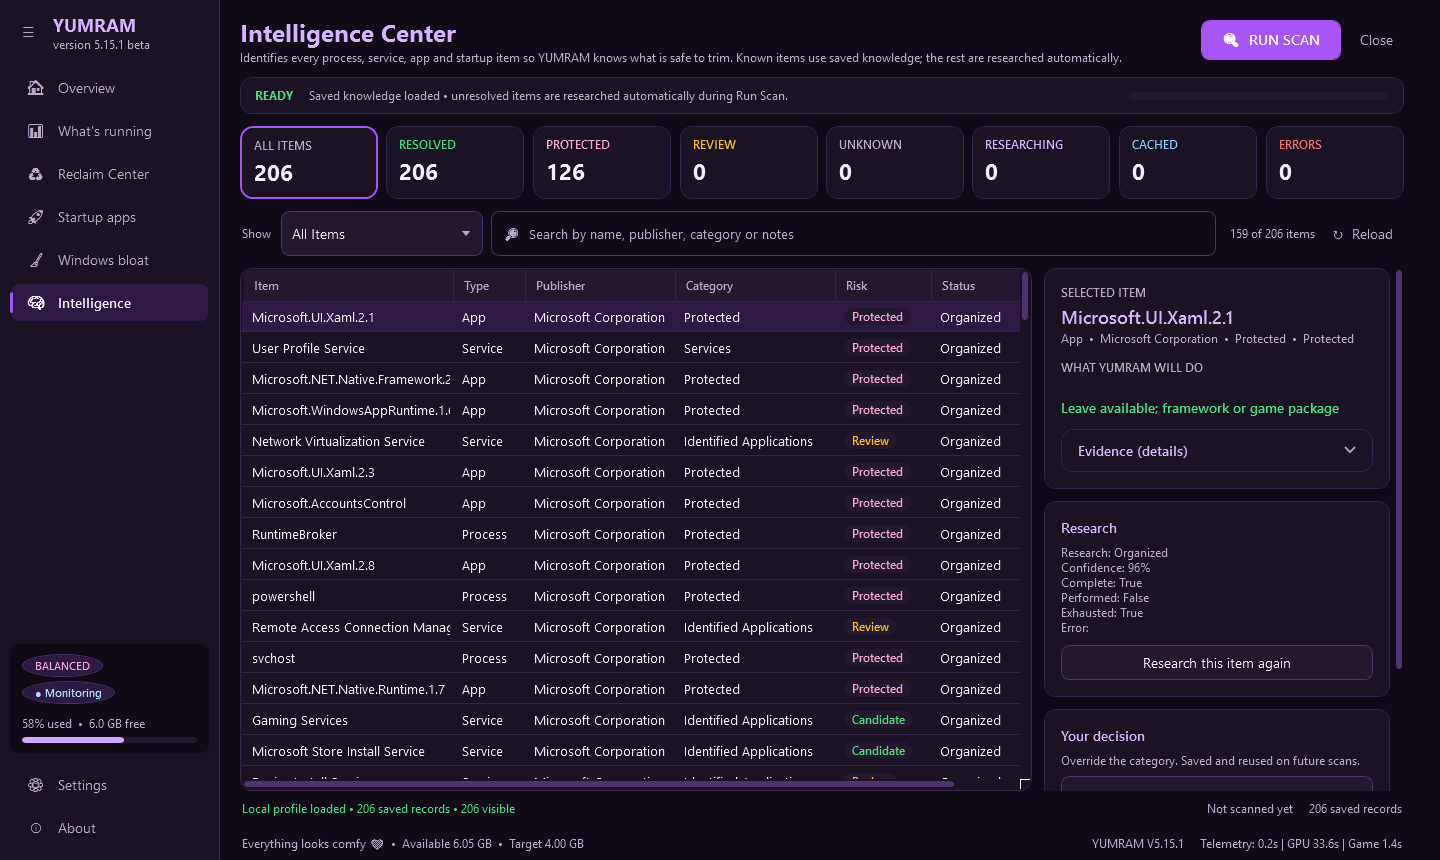 YUMRAM
version 5.15.1 beta
Overview
What's running
Reclaim Center
Startup apps
Windows bloat
Intelligence
BALANCED
● Monitoring
58% used • 6.0 GB free
Settings
About
Intelligence Center
Identifies every process, service, app and startup item so YUMRAM knows what is safe to trim. Known items use saved knowledge; the rest are researched automatically.
RUN SCAN
Close
READY Saved knowledge loaded • unresolved items are researched automatically during Run Scan.
ALL ITEMS
206
RESOLVED
206
PROTECTED
126
REVIEW
0
UNKNOWN
0
RESEARCHING
0
CACHED
0
ERRORS
0
Show
All Items
Search by name, publisher, category or notes
159 of 206 items
↻ Reload
Item Type Publisher Category Risk Status
Microsoft.UI.Xaml.2.1 App Microsoft Corporation Protected Protected Organized
User Profile Service Service Microsoft Corporation Services Protected Organized
Microsoft.NET.Native.Framework.2 App Microsoft Corporation Protected Protected Organized
Microsoft.WindowsAppRuntime.1.6 App Microsoft Corporation Protected Protected Organized
Network Virtualization Service Service Microsoft Corporation Identified Applications Review Organized
Microsoft.UI.Xaml.2.3 App Microsoft Corporation Protected Protected Organized
Microsoft.AccountsControl App Microsoft Corporation Protected Protected Organized
RuntimeBroker Process Microsoft Corporation Protected Protected Organized
Microsoft.UI.Xaml.2.8 App Microsoft Corporation Protected Protected Organized
powershell Process Microsoft Corporation Protected Protected Organized
Remote Access Connection Manag Service Microsoft Corporation Identified Applications Review Organized
svchost Process Microsoft Corporation Protected Protected Organized
Microsoft.NET.Native.Runtime.1.7 App Microsoft Corporation Protected Protected Organized
Gaming Services Service Microsoft Corporation Identified Applications Candidate Organized
Microsoft Store Install Service Service Microsoft Corporation Identified Applications Candidate Organized
SELECTED ITEM
Microsoft.UI.Xaml.2.1
App • Microsoft Corporation • Protected • Protected
WHAT YUMRAM WILL DO
Leave available; framework or game package
Evidence (details)
Research
Research: Organized
Confidence: 96%
Complete: True
Performed: False
Exhausted: True
Error:
Research this item again
Your decision
Override the category. Saved and reused on future scans.
Local profile loaded • 206 saved records • 206 visible
Not scanned yet 206 saved records
Everything looks comfy 💜 • Available 6.05 GB • Target 4.00 GB
YUMRAM V5.15.1 Telemetry: 0.2s | GPU 33.6s | Game 1.4s